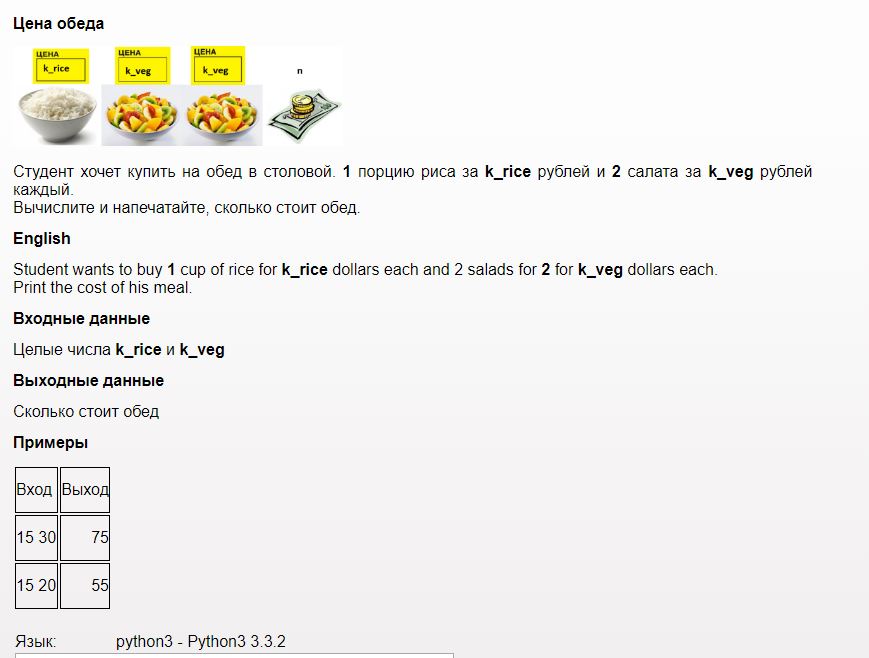 Цена обеда
ЦЕНА ЦЕНА ЦЕНА
k_rice k_veg k_veg n
Студент хочет купить на обед в столовой. 1 порцию риса за k_rice рублей и 2 салата за k_veg рублей
каждый.
Вычислите и напечатайте, сколько стоит обед.
English
Student wants to buy 1 cup of rice for k_rice dollars each and 2 salads for 2 for k_veg dollars each.
Print the cost of his meal.
Входные данные
Целые числа k_rice и k_veg
Выходные данные
Сколько стоит обед
Примеры
Вход Выход
15 30 75
15 20 55
Язык: python3 - Python3 3.3.2